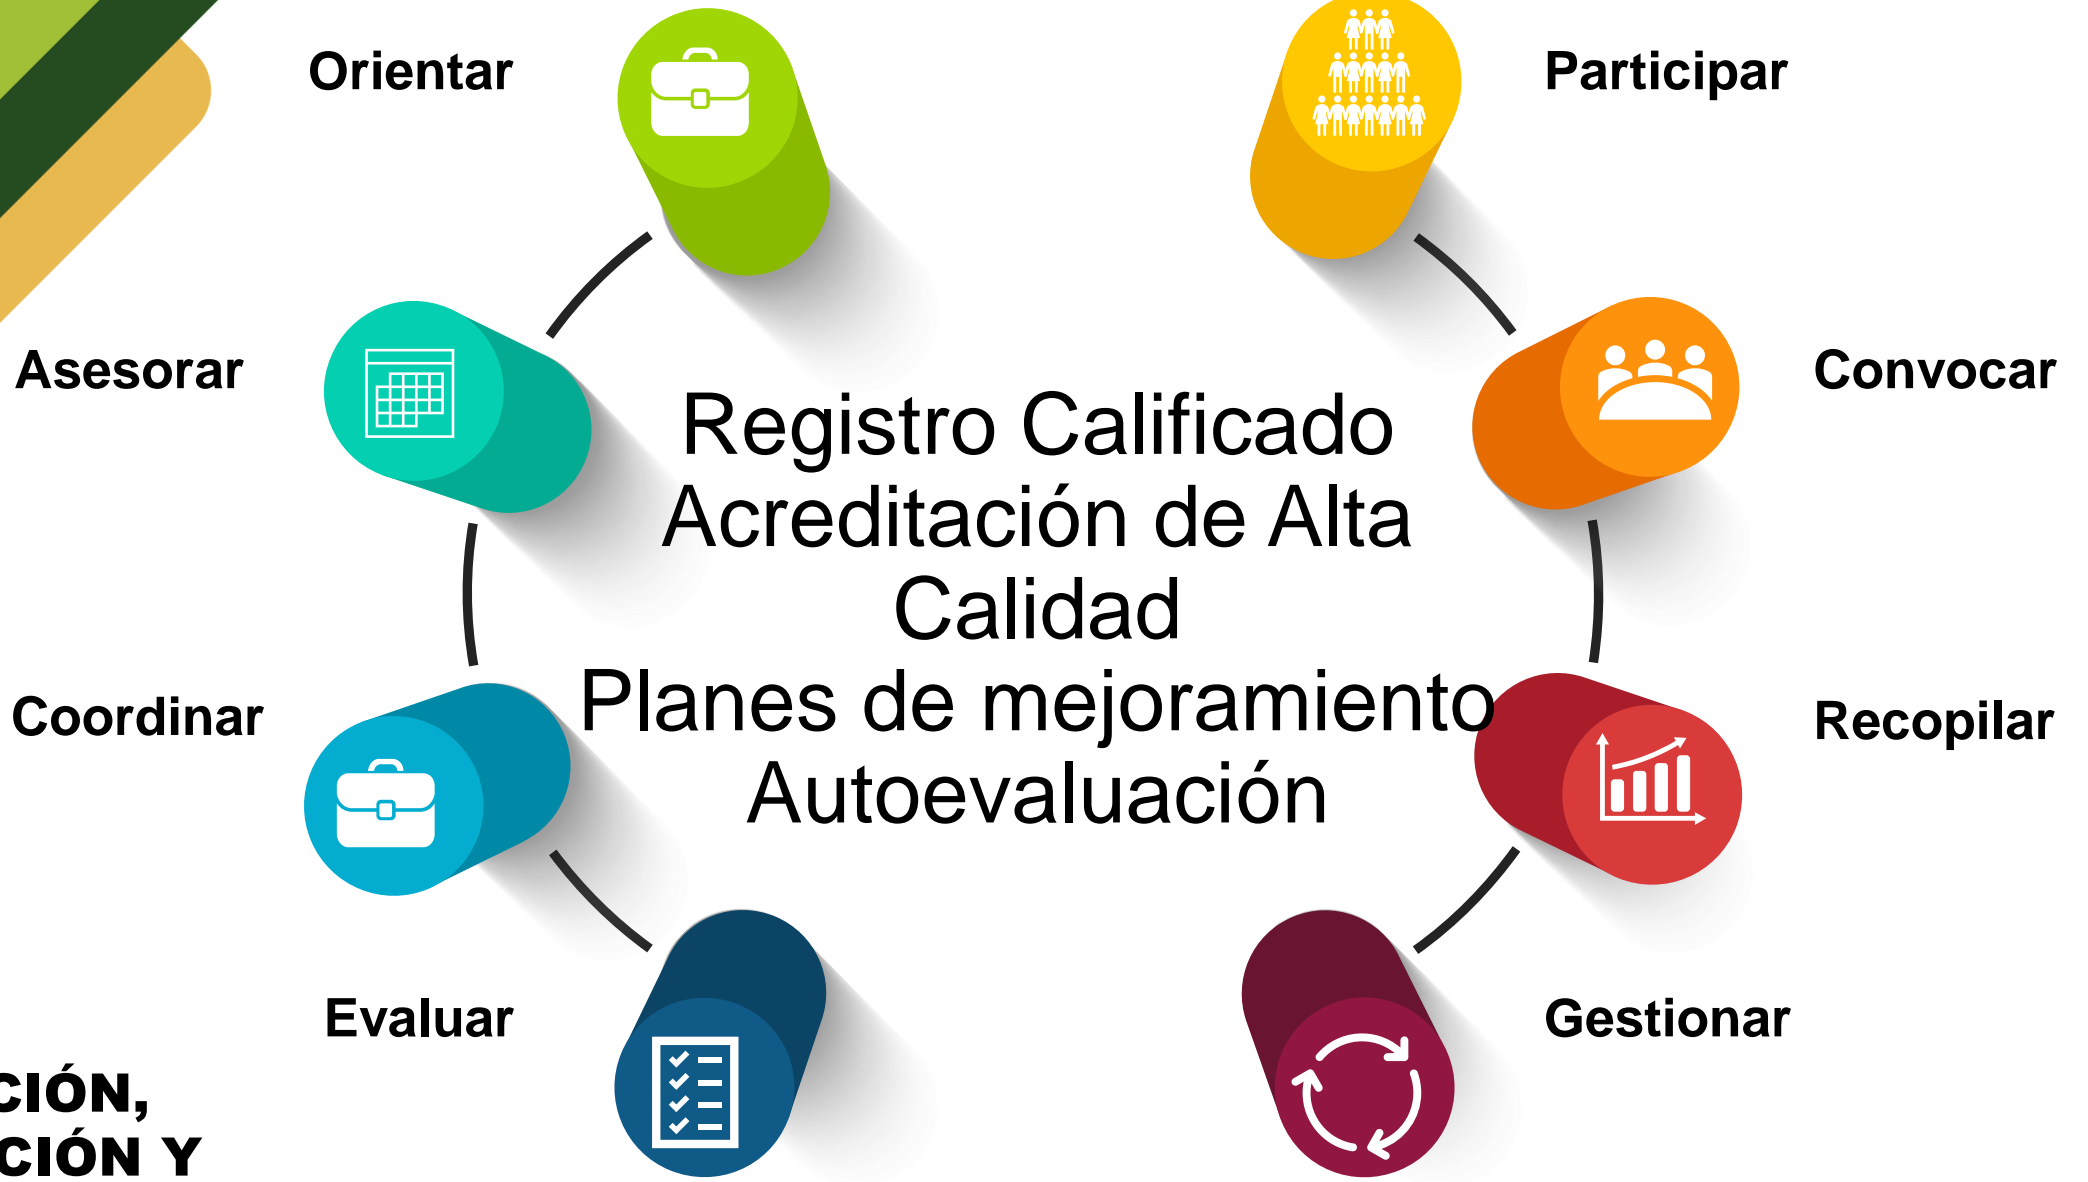 Orientar
Participar
Asesorar
Convocar
Registro Calificado
Acreditación de Alta
Calidad
Planes de mejoramiento
Autoevaluación
Coordinar
Recopilar
Evaluar
Gestionar
CIÓN,
CIÓN Y